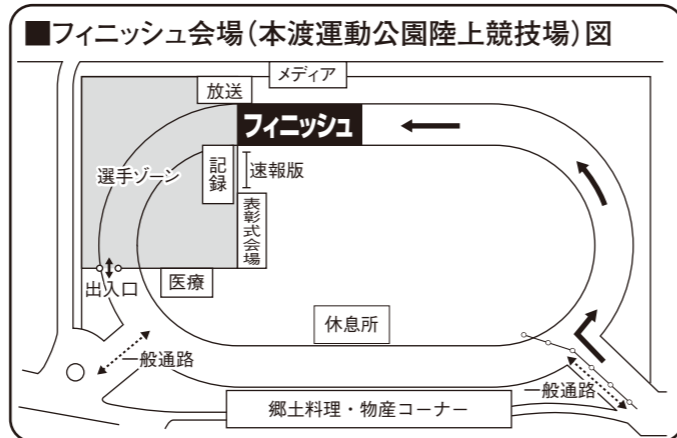 ■フィニッシュ会場(本渡運動公園陸上競技場)図
メディア
放送
フィニッシュ
選手ゾーン
記録
速報版
表彰式会場
出入口
医療
休息所
一般通路
一般通路
郷土料理・物産コーナー